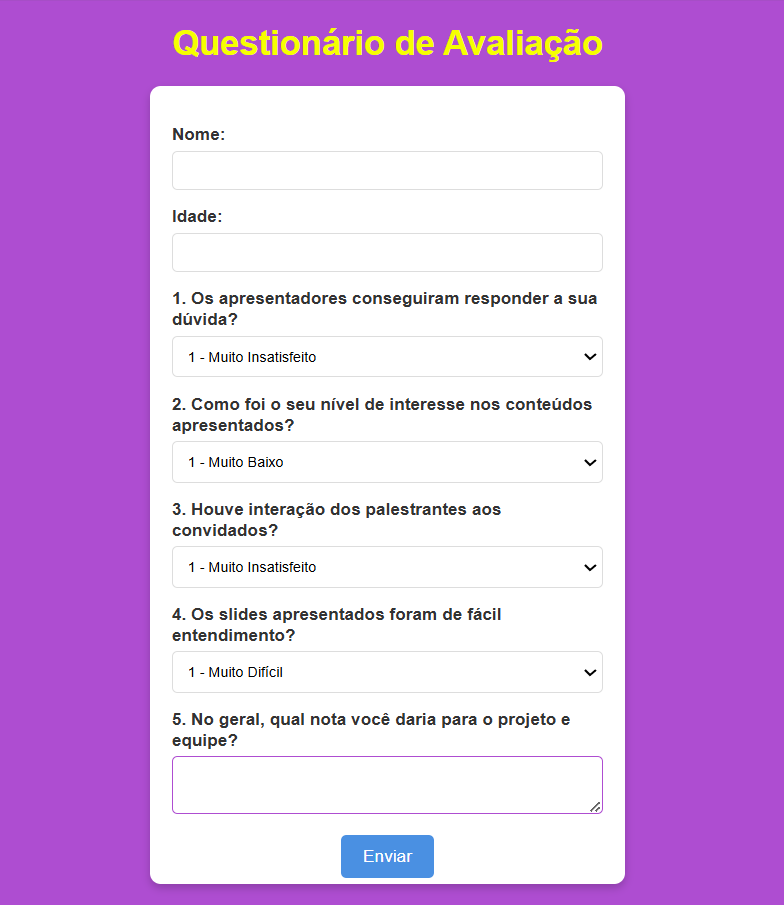 Questionário de Avaliação
Nome:
Idade:
1. Os apresentadores conseguiram responder a sua
dúvida?
1 - Muito Insatisfeito
2. Como foi o seu nível de interesse nos conteúdos
apresentados?
1 - Muito Baixo
3. Houve interação dos palestrantes aos
convidados?
1 - Muito Insatisfeito
4. Os slides apresentados foram de fácil
entendimento?
1 - Muito Difícil
5. No geral, qual nota você daria para o projeto e
equipe?
Enviar